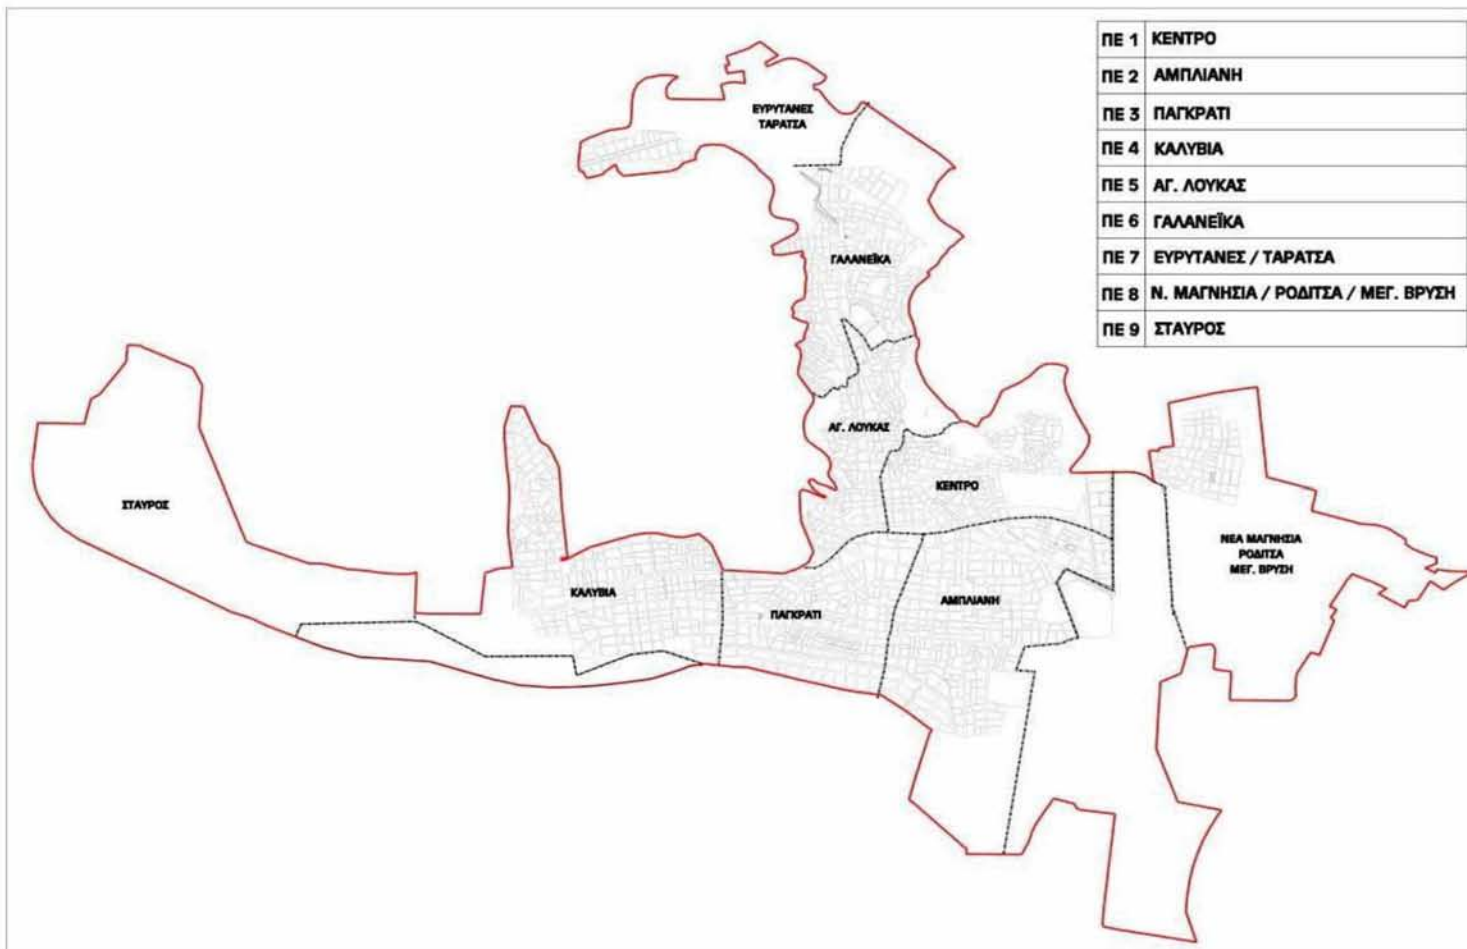 ΠΕ 1 ΚΕΝΤΡΟ
ΠΕ 2 ΑΜΠΛΙΑΝΗ
ΠΕ 3 ΠΑΓΚΡΑΤΙ
ΠΕ 4 ΚΑΛΥΒΙΑ
ΠΕ 5 ΑΓ. ΛΟΥΚΑΣ
ΠΕ 6 ΓΑΛΑΝΕΪΚΑ
ΠΕ 7 ΕΥΡΥΤΑΝΕΣ / ΤΑΡΑΤΣΑ
ΠΕ 8 Ν. ΜΑΓΝΗΣΙΑ / ΡΟΔΙΤΣΑ / ΜΕΓ. ΒΡΥΣΗ
ΠΕ 9 ΣΤΑΥΡΟΣ
ΕΥΡΥΤΑΝΕΣ
ΤΑΡΑΤΣΑ
ΓΑΛΑΝΕΪΚΑ
ΑΓ. ΛΟΥΚΑΣ
ΚΕΝΤΡΟ
ΣΤΑΥΡΟΣ
ΝΕΑ ΜΑΓΝΗΣΙΑ
ΡΟΔΙΤΣΑ
ΜΕΓ. ΒΡΥΣΗ
ΚΑΛΥΒΙΑ
ΠΑΓΚΡΑΤΙ
ΑΜΠΛΙΑΝΗ